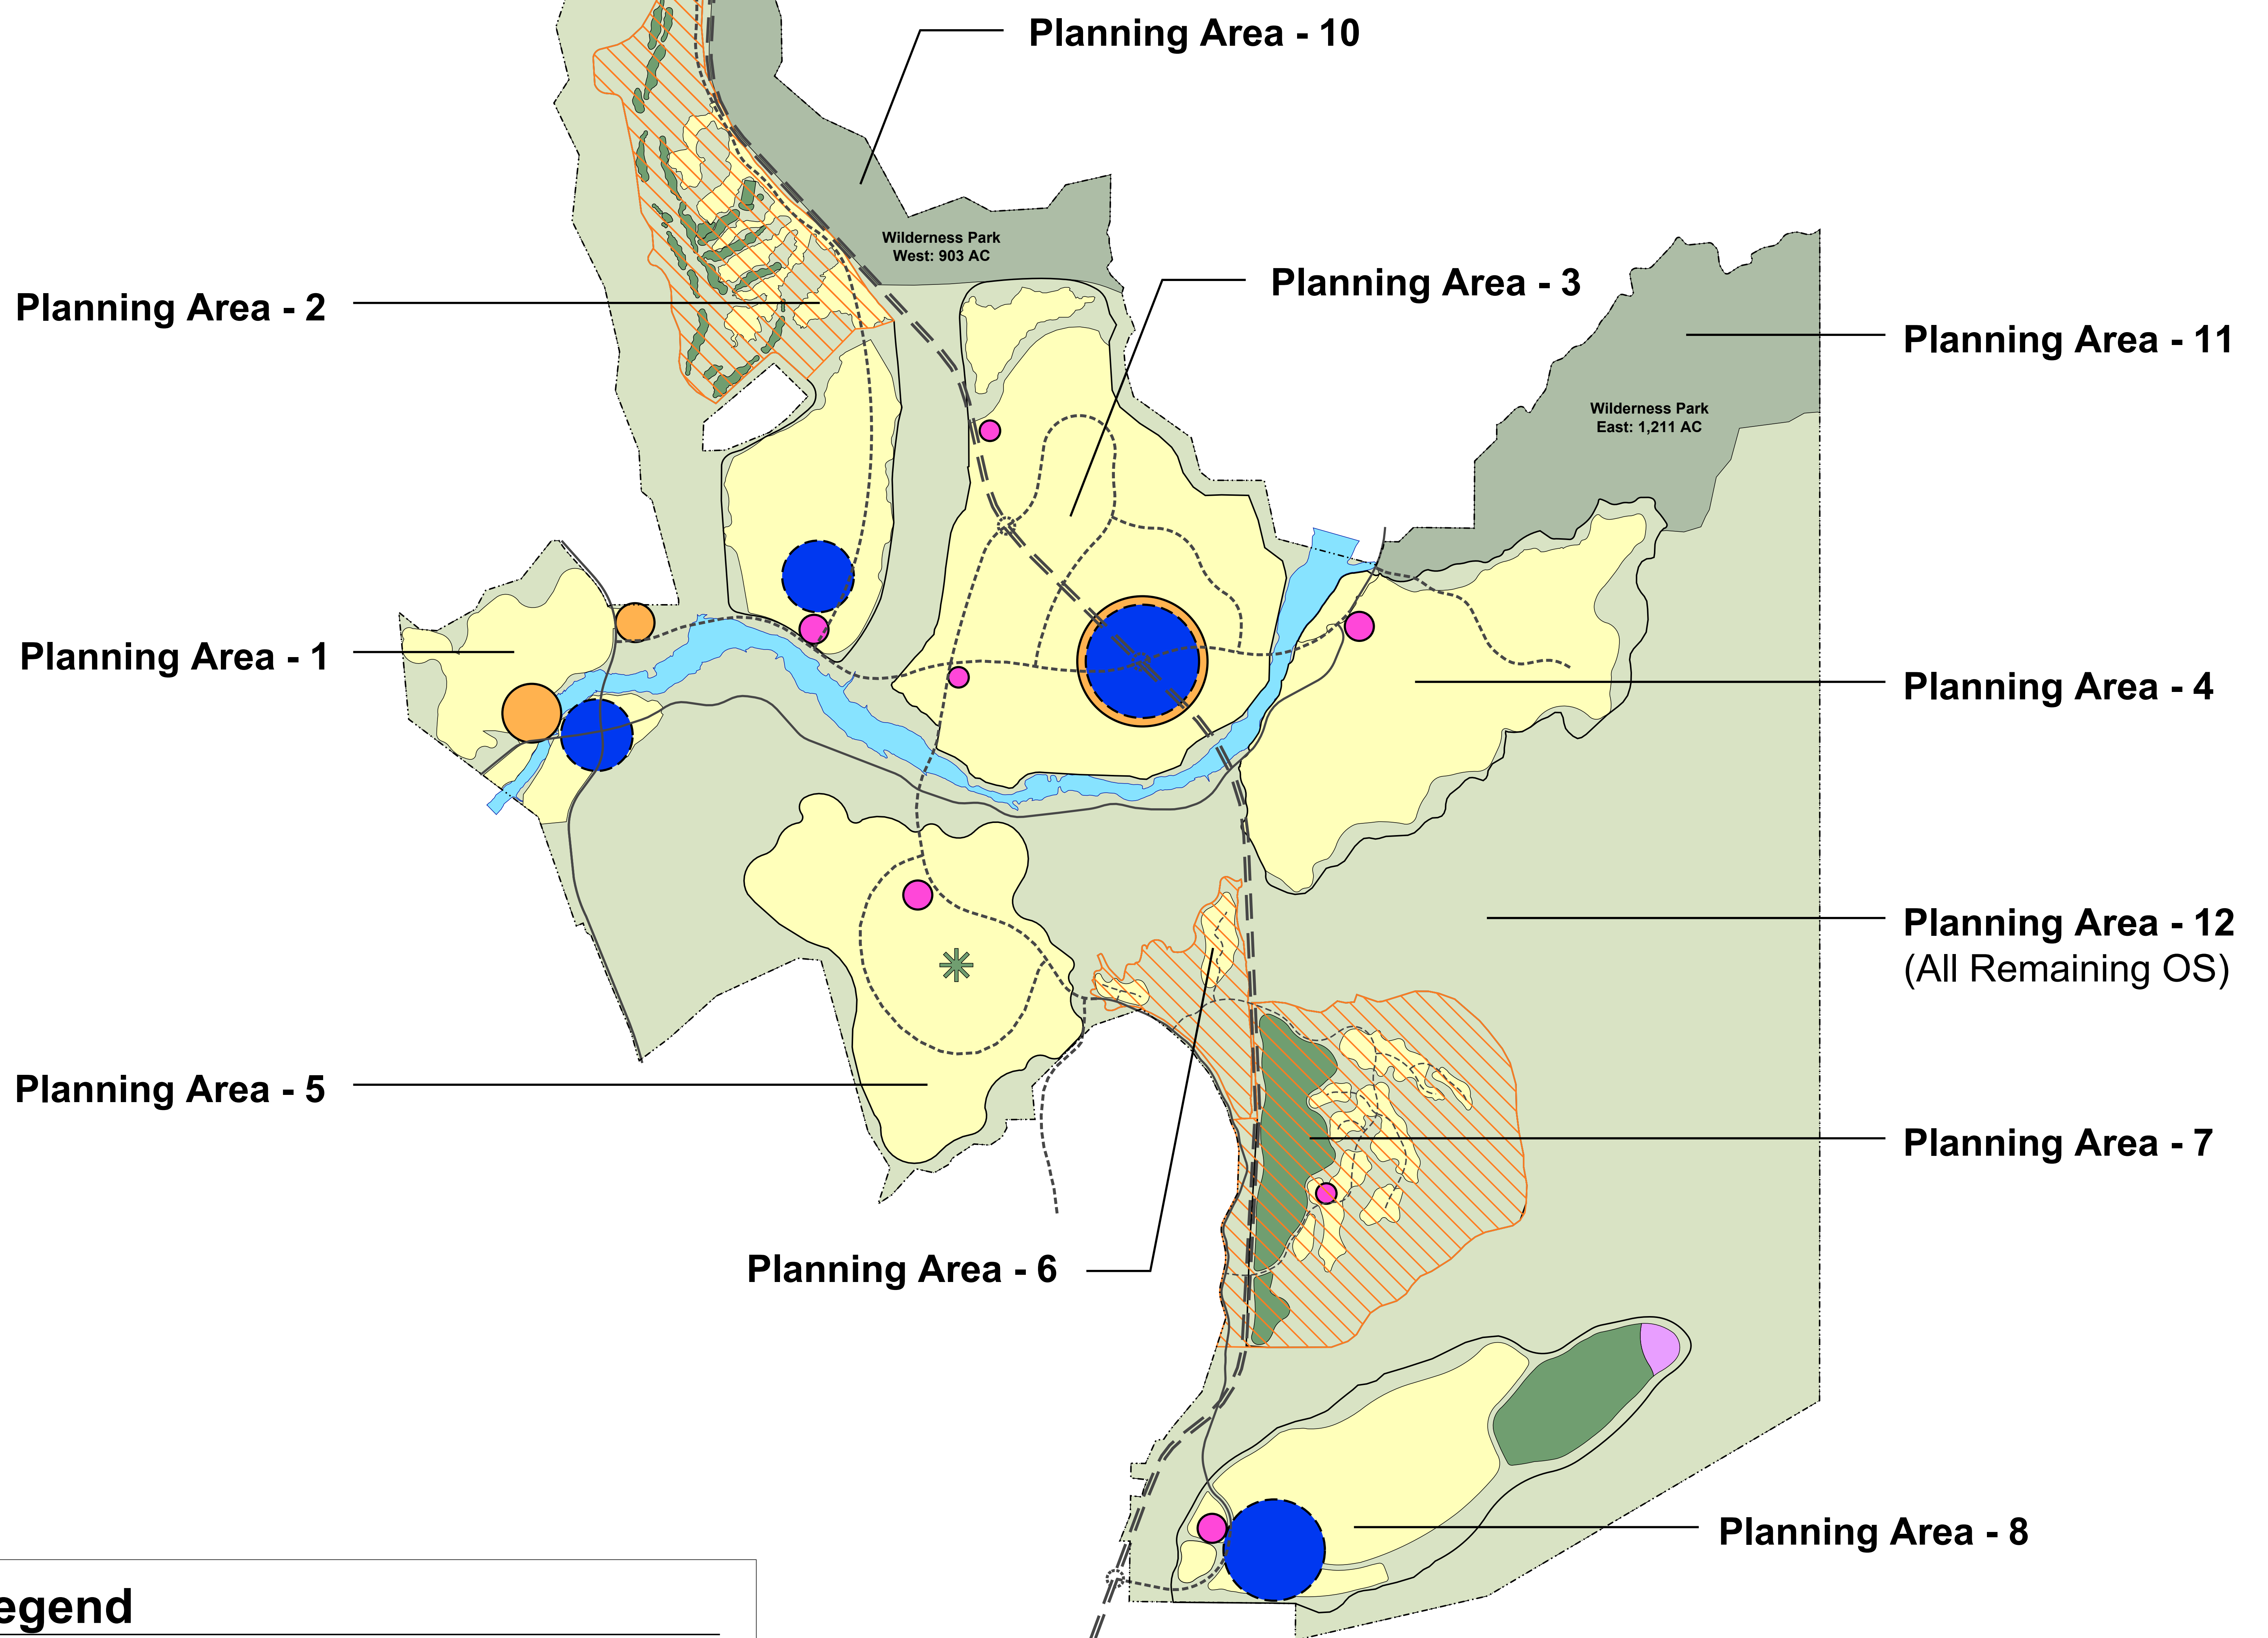 Planning Area - 10
Wilderness Park
West: 903 AC
Planning Area - 3
Planning Area - 2
Planning Area - 11
Wilderness Park
East: 1,211 AC
Planning Area - 1
Planning Area - 4
Planning Area - 12
(All Remaining OS)
Planning Area - 5
Planning Area - 7
Planning Area - 6
Planning Area - 8
egend